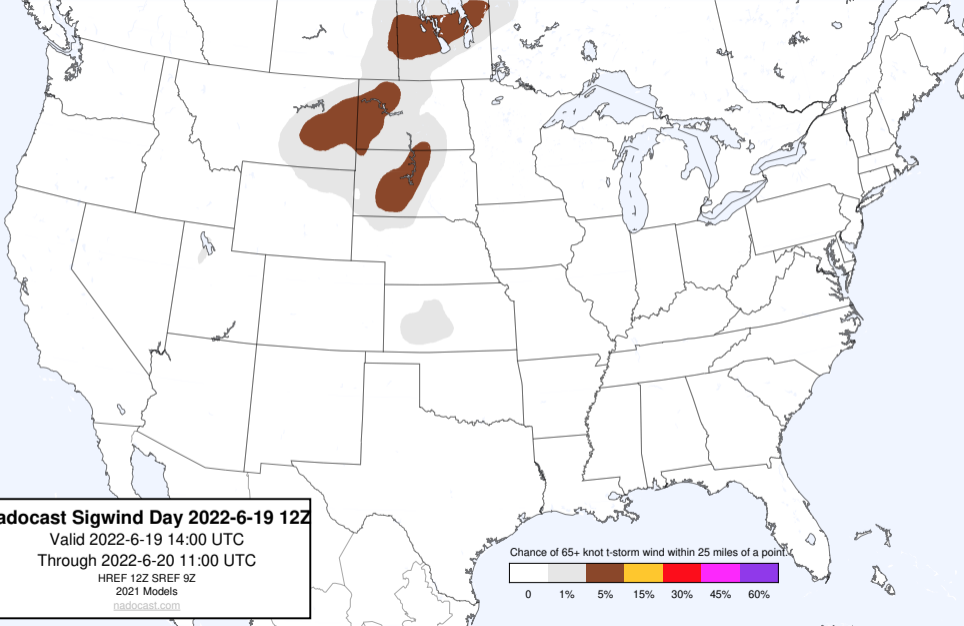 adocast Sigwind Day 2022-6-19 12Z
Valid 2022-6-19 14:00 UTC
Through 2022-6-20 11:00 UTC
HREF 12Z SREF 9Z
2021 Models
nadocast.com
Chance of 65+ knot t-storm wind within 25 miles of a point.
0 1% 5% 15% 30% 45% 60%